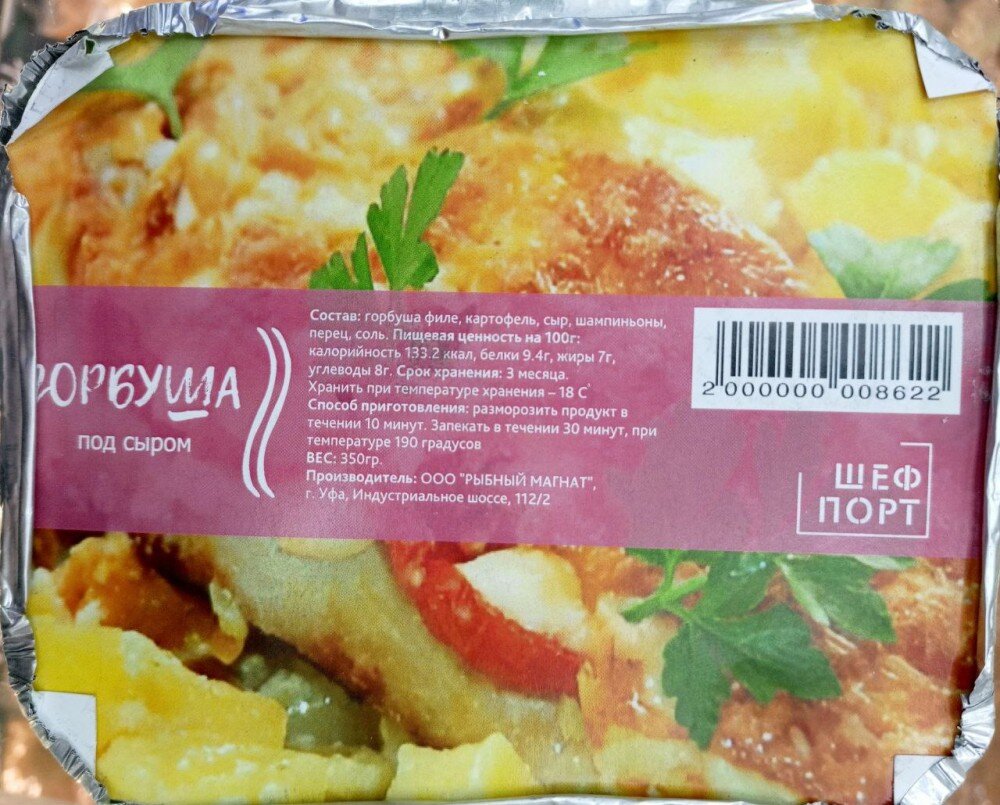 ГОРБУША
под сыром
Состав: горбуша филе, картофель, сыр, шампиньоны,
перец, соль. Пищевая ценность на 100г:
калорийность 133.2 ккал, белки 9.4г, жиры 7г,
углеводы 8г. Срок хранения: 3 месяца.
Хранить при температуре хранения – 18 С°
Способ приготовления: разморозить продукт в
течении 10 минут. Запекать в течении 30 минут, при
температуре 190 градусов
ВЕС: 350гр.
Производитель: ООО "РЫБНЫЙ МАГНАТ",
г. Уфа, Индустриальное шоссе, 112/2
2 000000 008622
ШЕФ
ПОРТ